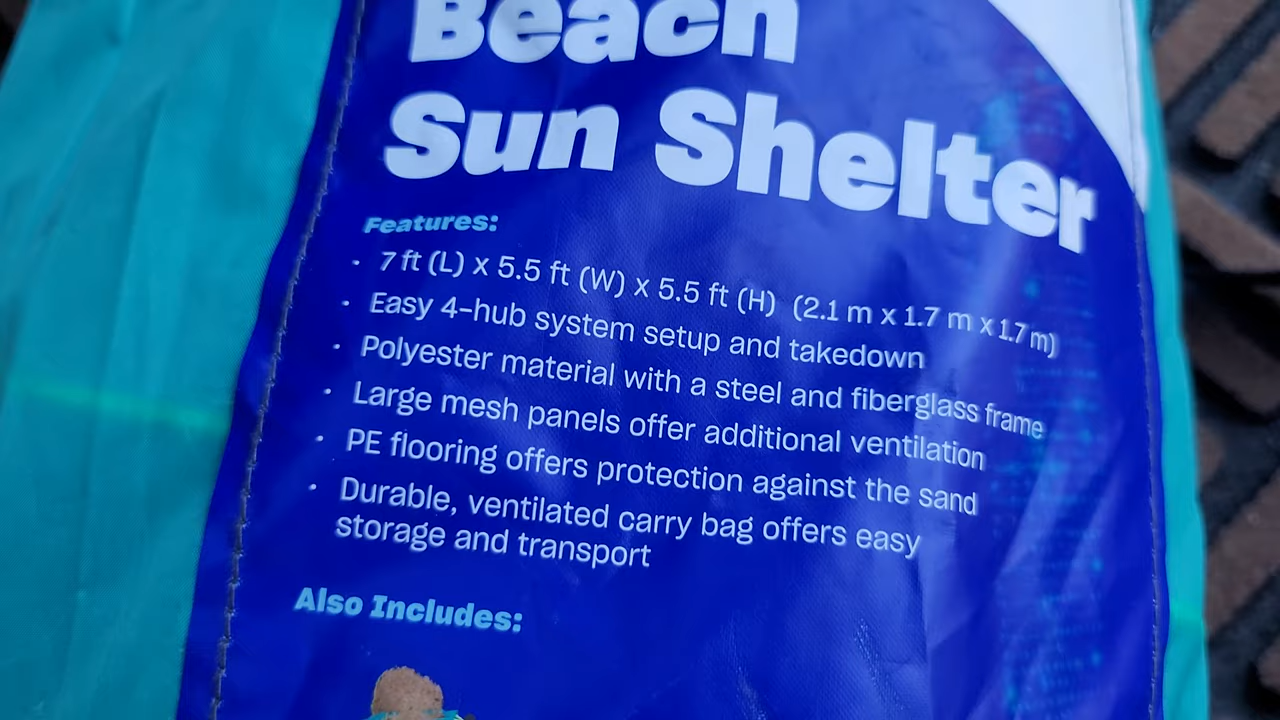 Beach
Sun Shelter
Features:
• 7 ft (L) x 5.5 ft (W) x 5.5 ft (H) (2.1 m x 1.7 m x 1.7 m)
• Easy 4-hub system setup and takedown
• Polyester material with a steel and fiberglass frame
• Large mesh panels offer additional ventilation
• PE flooring offers protection against the sand
• Durable, ventilated carry bag offers easy
storage and transport
Also Includes: